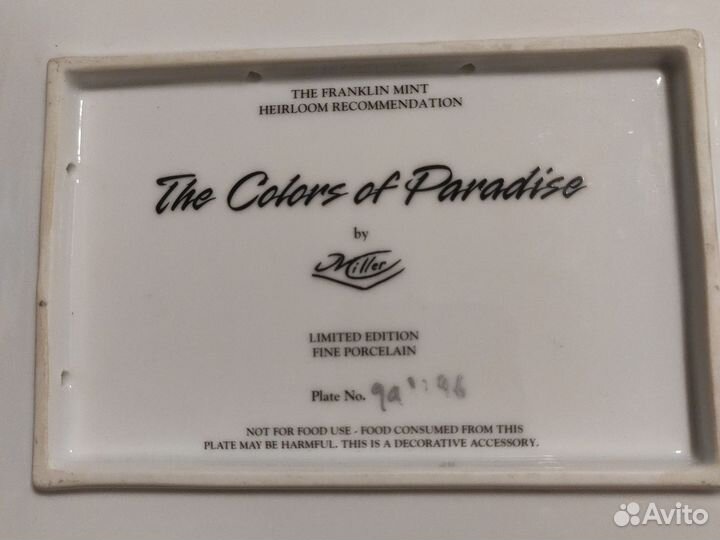 THE FRANKLIN MINT
HEIRLOOM RECOMMENDATION
The Colors of Paradise
by
Miller
LIMITED EDITION
FINE PORCELAIN
Plate No.
NOT FOR FOOD USE - FOOD CONSUMED FROM THIS
PLATE MAY BE HARMFUL. THIS IS A DECORATIVE ACCESSORY.
Avito